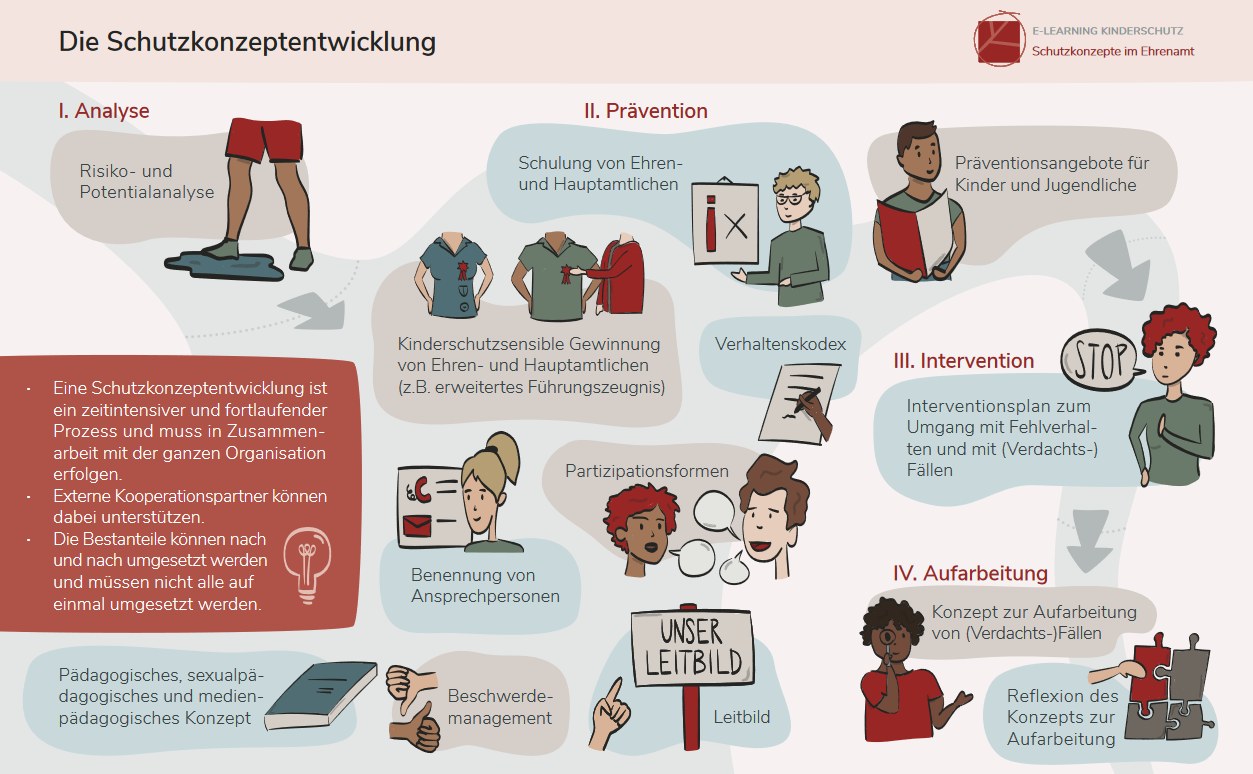 Die Schutzkonzeptentwicklung
E-LEARNING KINDERSCHUTZ
Schutzkonzepte im Ehrenamt
I. Analyse
Risiko- und
Potentialanalyse
II. Prävention
Schulung von Ehren-
und Hauptamtlichen
i x
Präventionsangebote für
Kinder und Jugendliche
Kinderschutzsensible Gewinnung
von Ehren- und Hauptamtlichen
(z.B. erweitertes Führungszeugnis)
Verhaltenskodex
Partizipationsformen
Benennung von
Ansprechpersonen
Pädagogisches, sexualpä-
dagogisches und medien-
pädagogisches Konzept
Beschwerde-
management
UNSER
LEITBILD
Leitbild
III. Intervention
STOP
Interventionsplan zum
Umgang mit Fehlverhal-
ten und mit (Verdachts-)
Fällen
IV. Aufarbeitung
Konzept zur Aufarbeitung
von (Verdachts-)Fällen
Reflexion des
Konzepts zur
Aufarbeitung
· Eine Schutzkonzeptentwicklung ist
ein zeitintensiver und fortlaufender
Prozess und muss in Zusammen-
arbeit mit der ganzen Organisation
erfolgen.
· Externe Kooperationspartner können
dabei unterstützen.
· Die Bestanteile können nach
und nach umgesetzt werden
und müssen nicht alle auf
einmal umgesetzt werden.